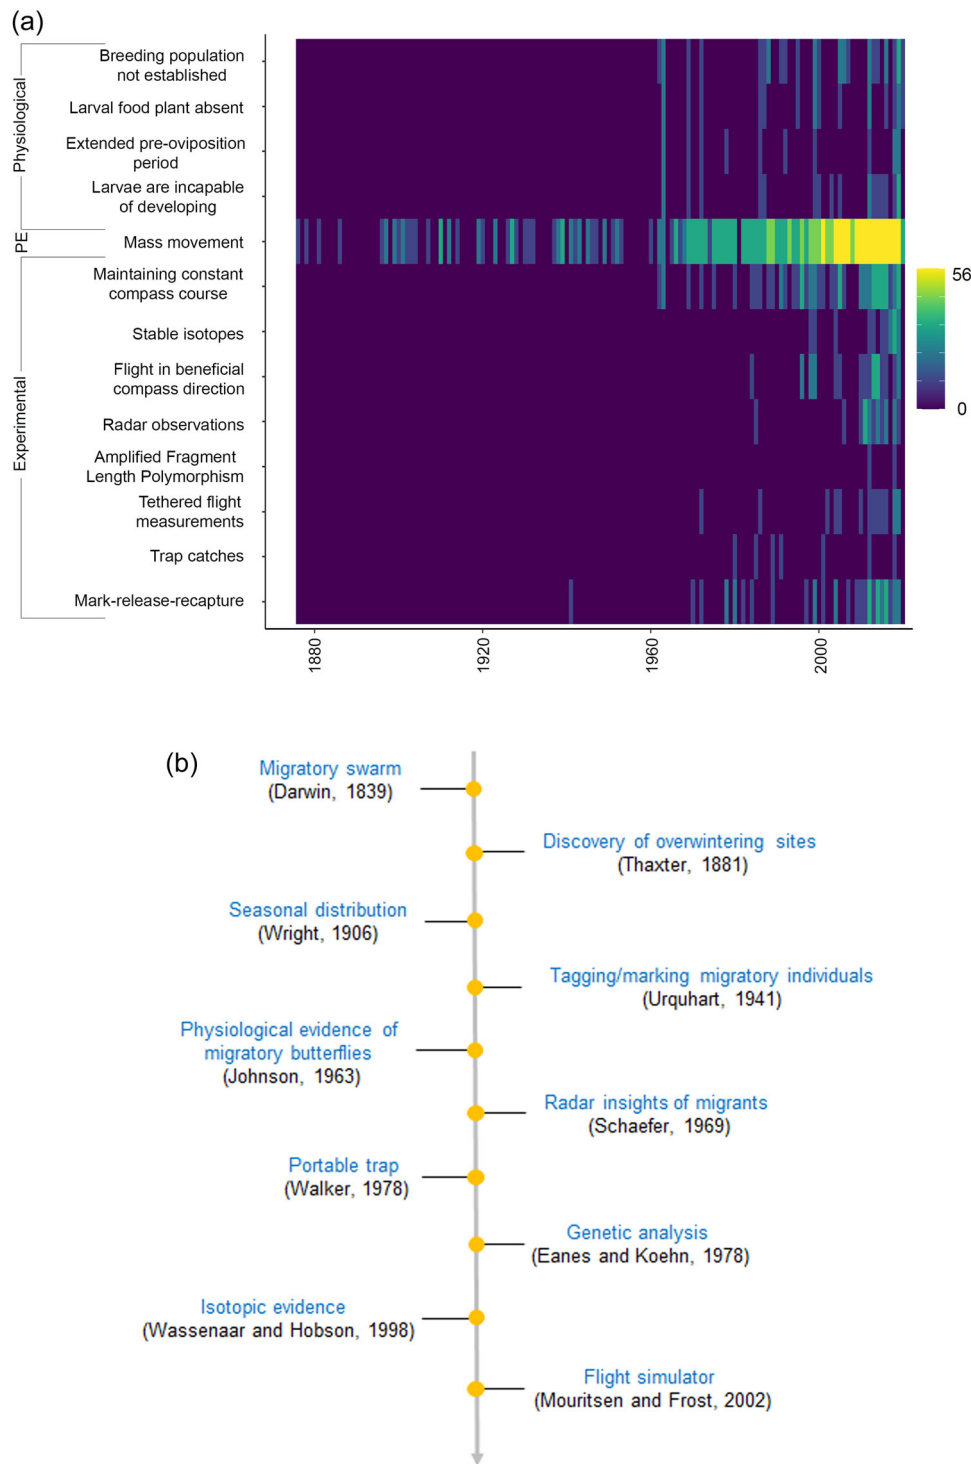 (a)
Physiological
PE
Experimental
Breeding population
not established
Larval food plant absent
Extended pre-oviposition
period
Larvae are incapable
of developing
Mass movement
Maintaining constant
compass course
Stable isotopes
Flight in beneficial
compass direction
Radar observations
Amplified Fragment
Length Polymorphism
Tethered flight
measurements
Trap catches
Mark-release-recapture
56
0
1880
1920
1960
2000
(b)
Migratory swarm
(Darwin, 1839)
Discovery of overwintering sites
(Thaxter, 1881)
Seasonal distribution
(Wright, 1906)
Tagging/marking migratory individuals
(Urquhart, 1941)
Physiological evidence of
migratory butterflies
(Johnson, 1963)
Radar insights of migrants
(Schaefer, 1969)
Portable trap
(Walker, 1978)
Genetic analysis
(Eanes and Koehn, 1978)
Isotopic evidence
(Wassenaar and Hobson, 1998)
Flight simulator
(Mouritsen and Frost, 2002)